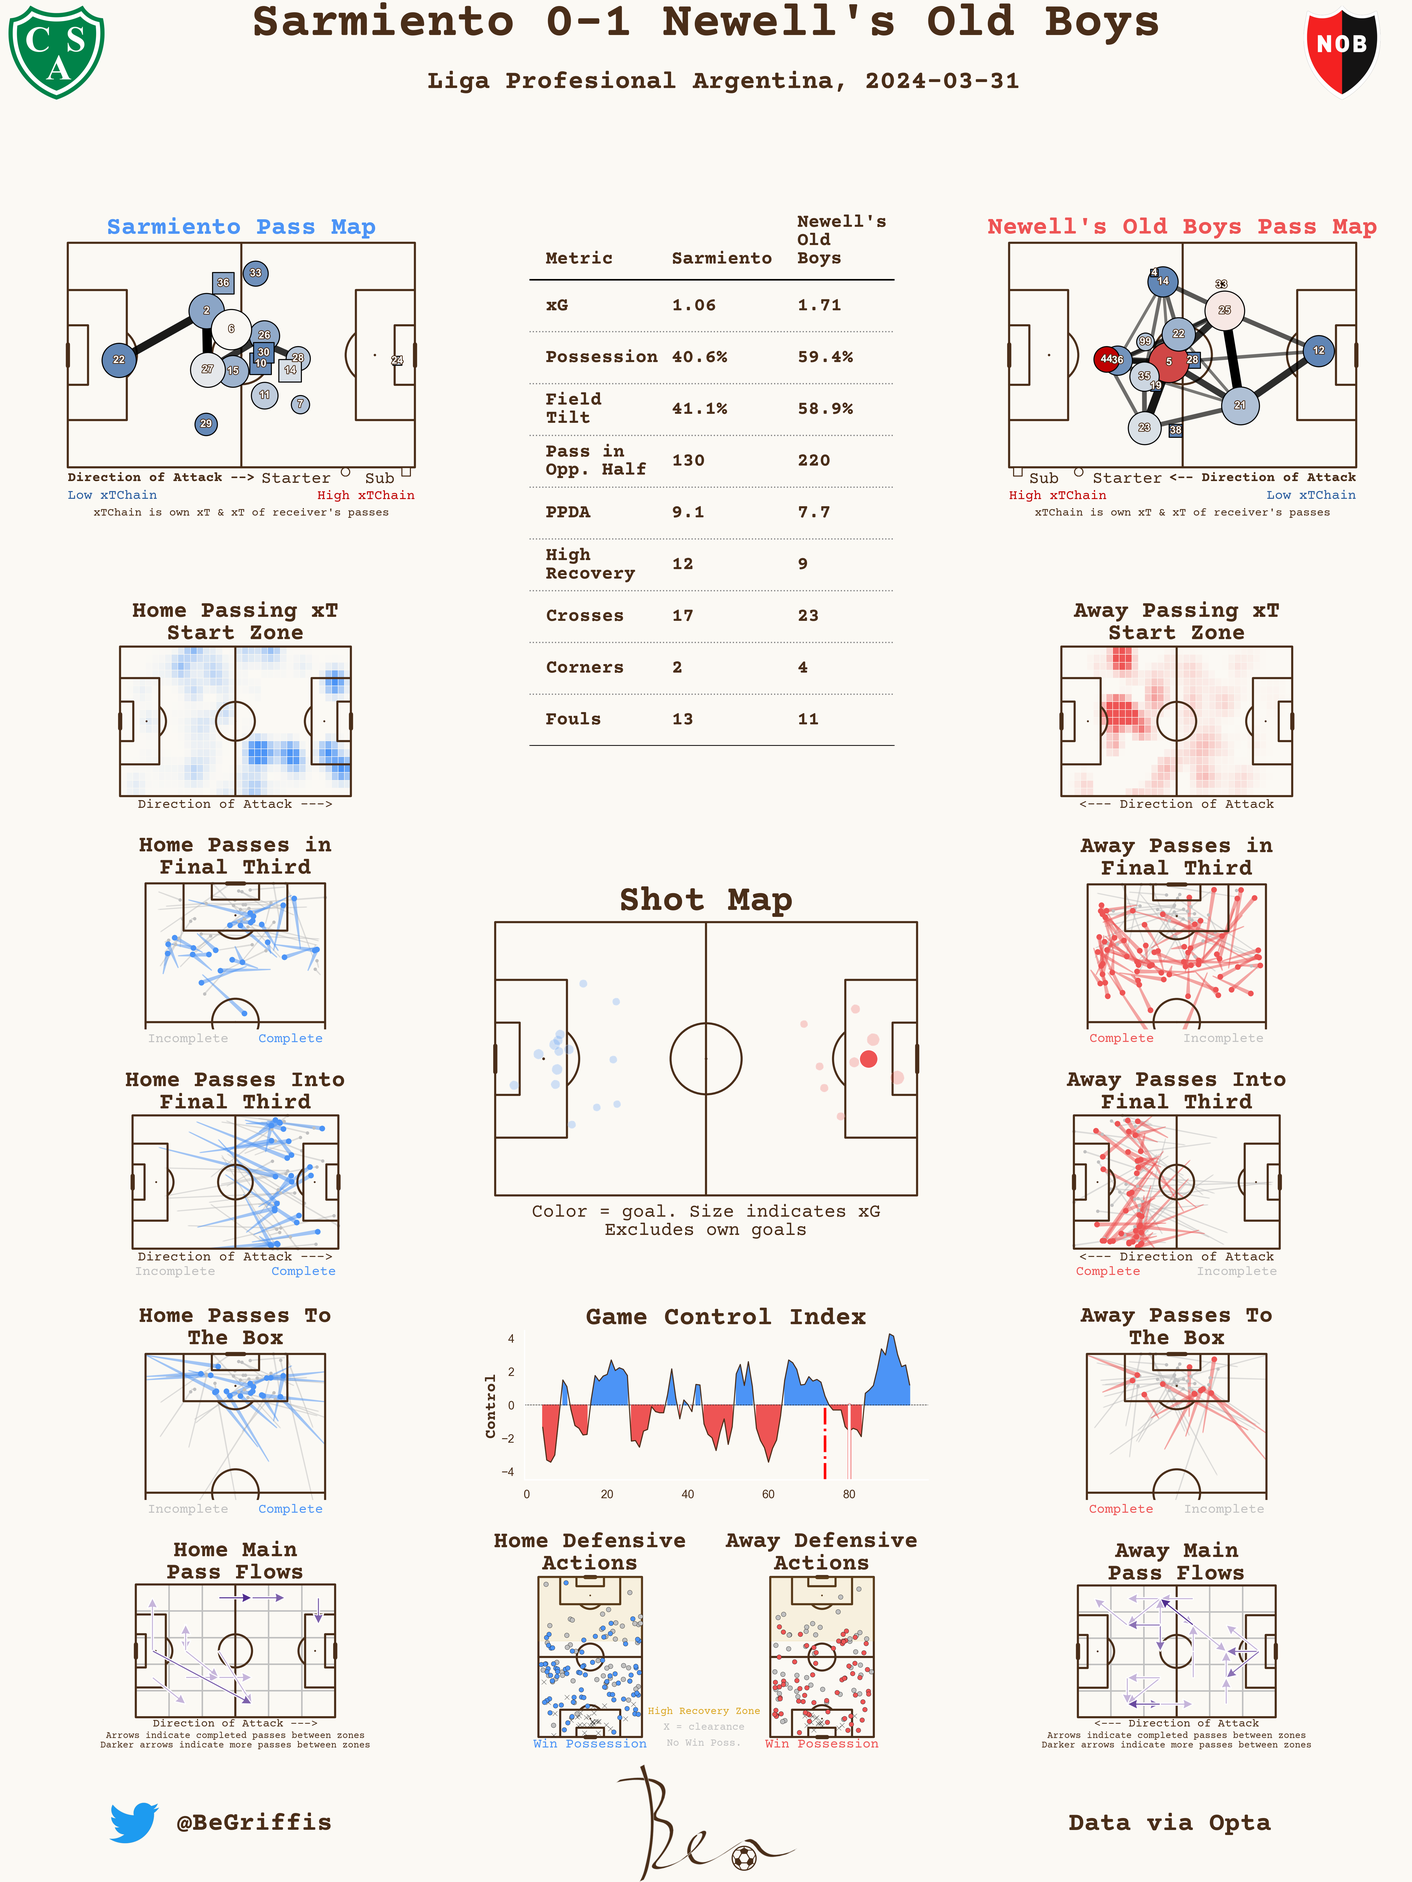 Sarmiento 0-1 Newell's Old Boys
Liga Profesional Argentina, 2024-03-31
C S
A
NOB
Sarmiento Pass Map
36
33
2
6
26
22
30
28
27
15
10
14
24
11
7
29
Direction of Attack --> Starter Sub
Low xTChain High xTChain
xTChain is own xT & xT of receiver's passes
Metric Sarmiento Newell's
Old
Boys
xG 1.06 1.71
Possession 40.6% 59.4%
Field
Tilt 41.1% 58.9%
Pass in
Opp. Half 130 220
PPDA 9.1 7.7
High
Recovery 12 9
Crosses 17 23
Corners 2 4
Fouls 13 11
Newell's Old Boys Pass Map
4
14
33
25
22
99
12
44
36
5
28
35
19
21
23
38
Sub Starter <-- Direction of Attack
High xTChain Low xTChain
xTChain is own xT & xT of receiver's passes
Home Passing xT
Start Zone
Direction of Attack --->
Away Passing xT
Start Zone
<--- Direction of Attack
Home Passes in
Final Third
Incomplete Complete
Away Passes in
Final Third
Complete Incomplete
Shot Map
Color = goal. Size indicates xG
Excludes own goals
Home Passes Into
Final Third
Direction of Attack --->
Incomplete Complete
Away Passes Into
Final Third
<--- Direction of Attack
Complete Incomplete
Home Passes To
The Box
Incomplete Complete
Game Control Index
Control
4
2
0
−2
−4
0 20 40 60 80
Away Passes To
The Box
Complete Incomplete
Home Main
Pass Flows
Direction of Attack --->
Arrows indicate completed passes between zones
Darker arrows indicate more passes between zones
Home Defensive
Actions
Win Possession
High Recovery Zone
X = clearance
No Win Poss.
Away Defensive
Actions
Win Possession
Away Main
Pass Flows
<--- Direction of Attack
Arrows indicate completed passes between zones
Darker arrows indicate more passes between zones
@BeGriffis
Ben
Data via Opta